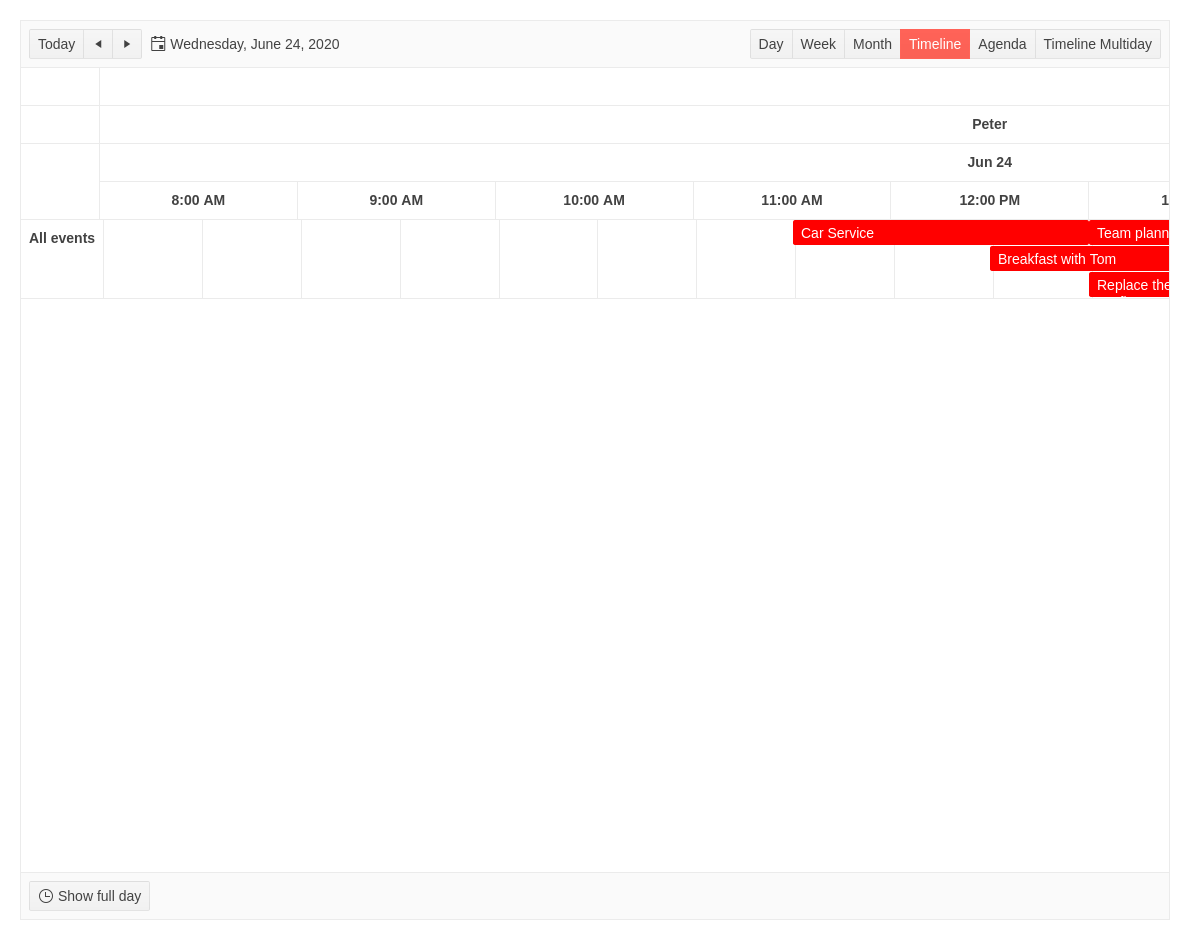 Today Wednesday, June 24, 2020 Day Week Month Timeline Agenda Timeline Multiday
Peter
Jun 24
8:00 AM 9:00 AM 10:00 AM 11:00 AM 12:00 PM 1
All events Car Service Team plann
Breakfast with Tom
Replace the
Show full day